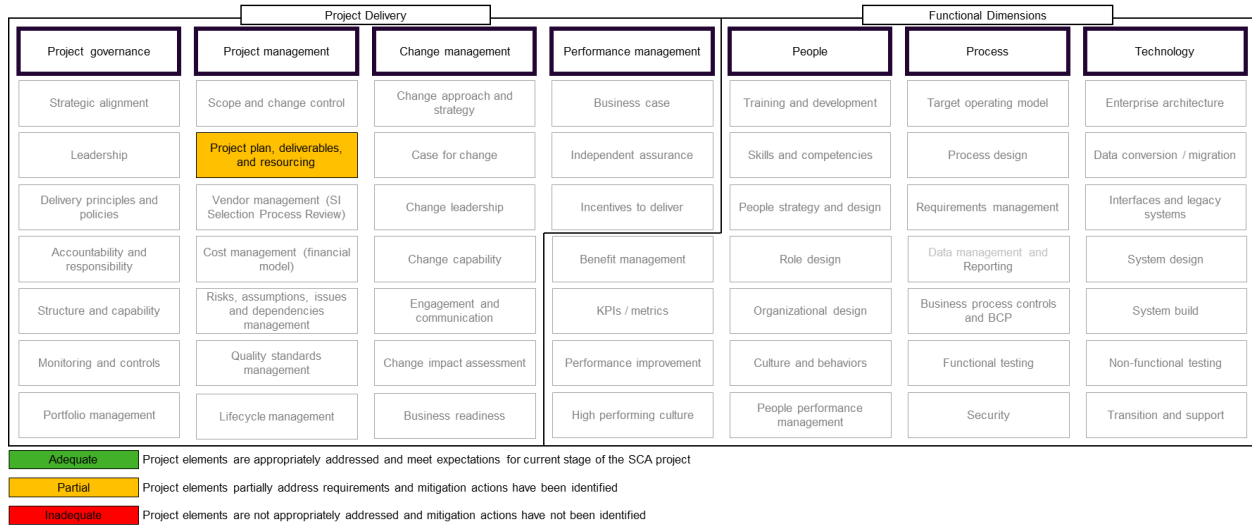 Project Delivery
Functional Dimensions
Project governance
Project management
Change management
Performance management
People
Process
Technology
Strategic alignment
Scope and change control
Change approach and
strategy
Business case
Training and development
Target operating model
Enterprise architecture
Leadership
Project plan, deliverables,
and resourcing
Case for change
Independent assurance
Skills and competencies
Process design
Data conversion / migration
Delivery principles and
policies
Vendor management (SI
Selection Process Review)
Change leadership
Incentives to deliver
People strategy and design
Requirements management
Interfaces and legacy
systems
Accountability and
responsibility
Cost management (financial
model)
Change capability
Benefit management
Role design
Data management and
Reporting
System design
Structure and capability
Risks, assumptions, issues
and dependencies
management
Engagement and
communication
KPIs / metrics
Organizational design
Business process controls
and BCP
System build
Monitoring and controls
Quality standards
management
Change impact assessment
Performance improvement
Culture and behaviors
Functional testing
Non-functional testing
Portfolio management
Lifecycle management
Business readiness
High performing culture
People performance
management
Security
Transition and support
Adequate
Project elements are appropriately addressed and meet expectations for current stage of the SCA project
Partial
Project elements partially address requirements and mitigation actions have been identified
Inadequate
Project elements are not appropriately addressed and mitigation actions have not been identified